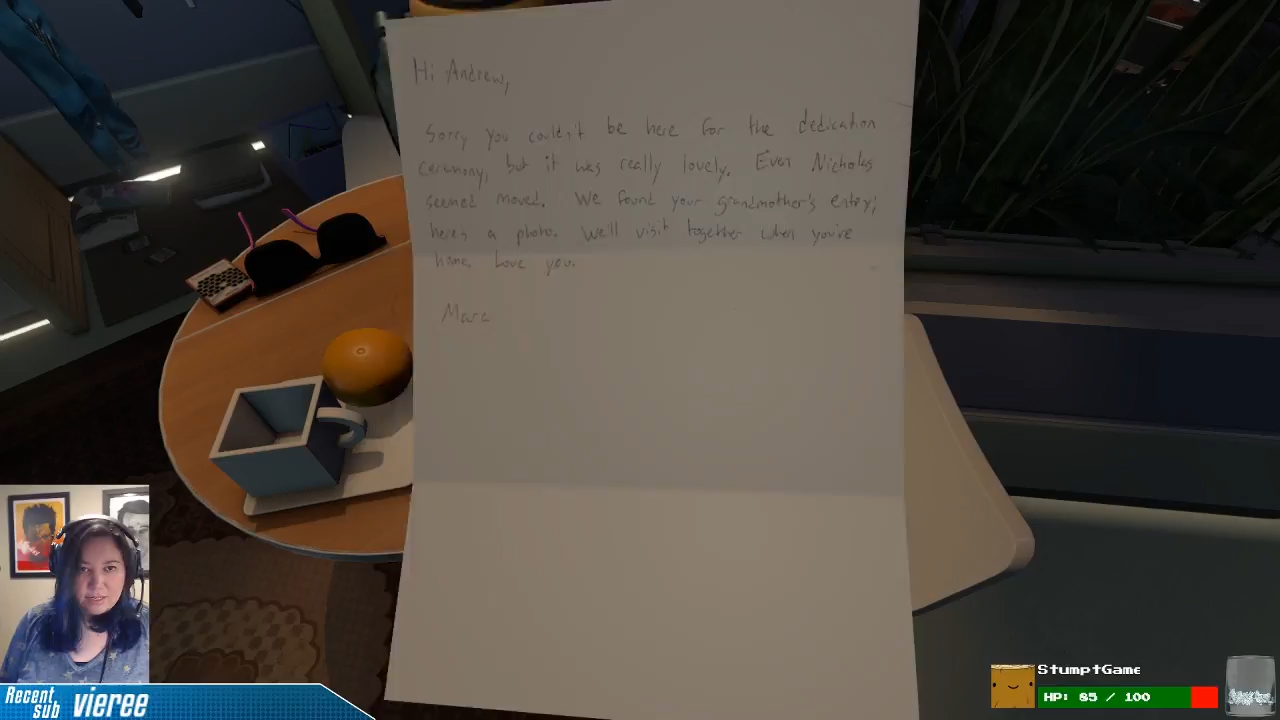 Hi Andrew,
Sorry you couldn't be here for the dedication
ceremony, but it was really lovely. Even Nicholas
seemed moved. We found your grandmother's entry;
here's a photo. We'll visit together when you're
home. Love you.
Mara
Recent
sub
vieree
StumptGame
HP: 85 / 100